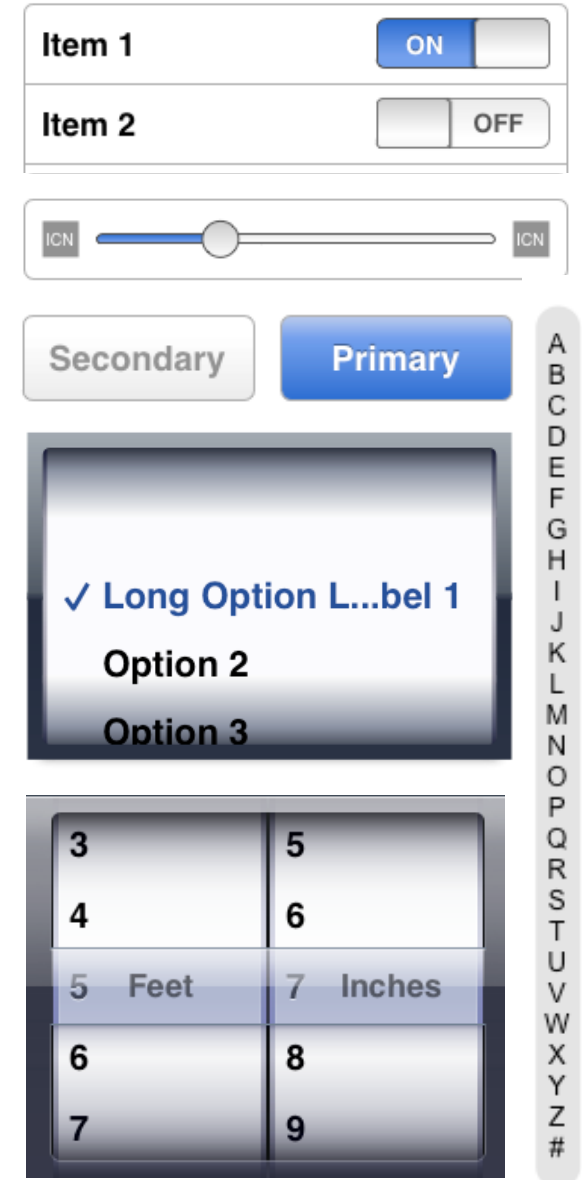 Item 1 ON
Item 2 OFF
ICN ICN
Secondary Primary
✓ Long Option L...bel 1
Option 2
Option 3
3 5
4 6
5 Feet 7 Inches
6 8
7 9
A
B
C
D
E
F
G
H
I
J
K
L
M
N
O
P
Q
R
S
T
U
V
W
X
Y
Z
#